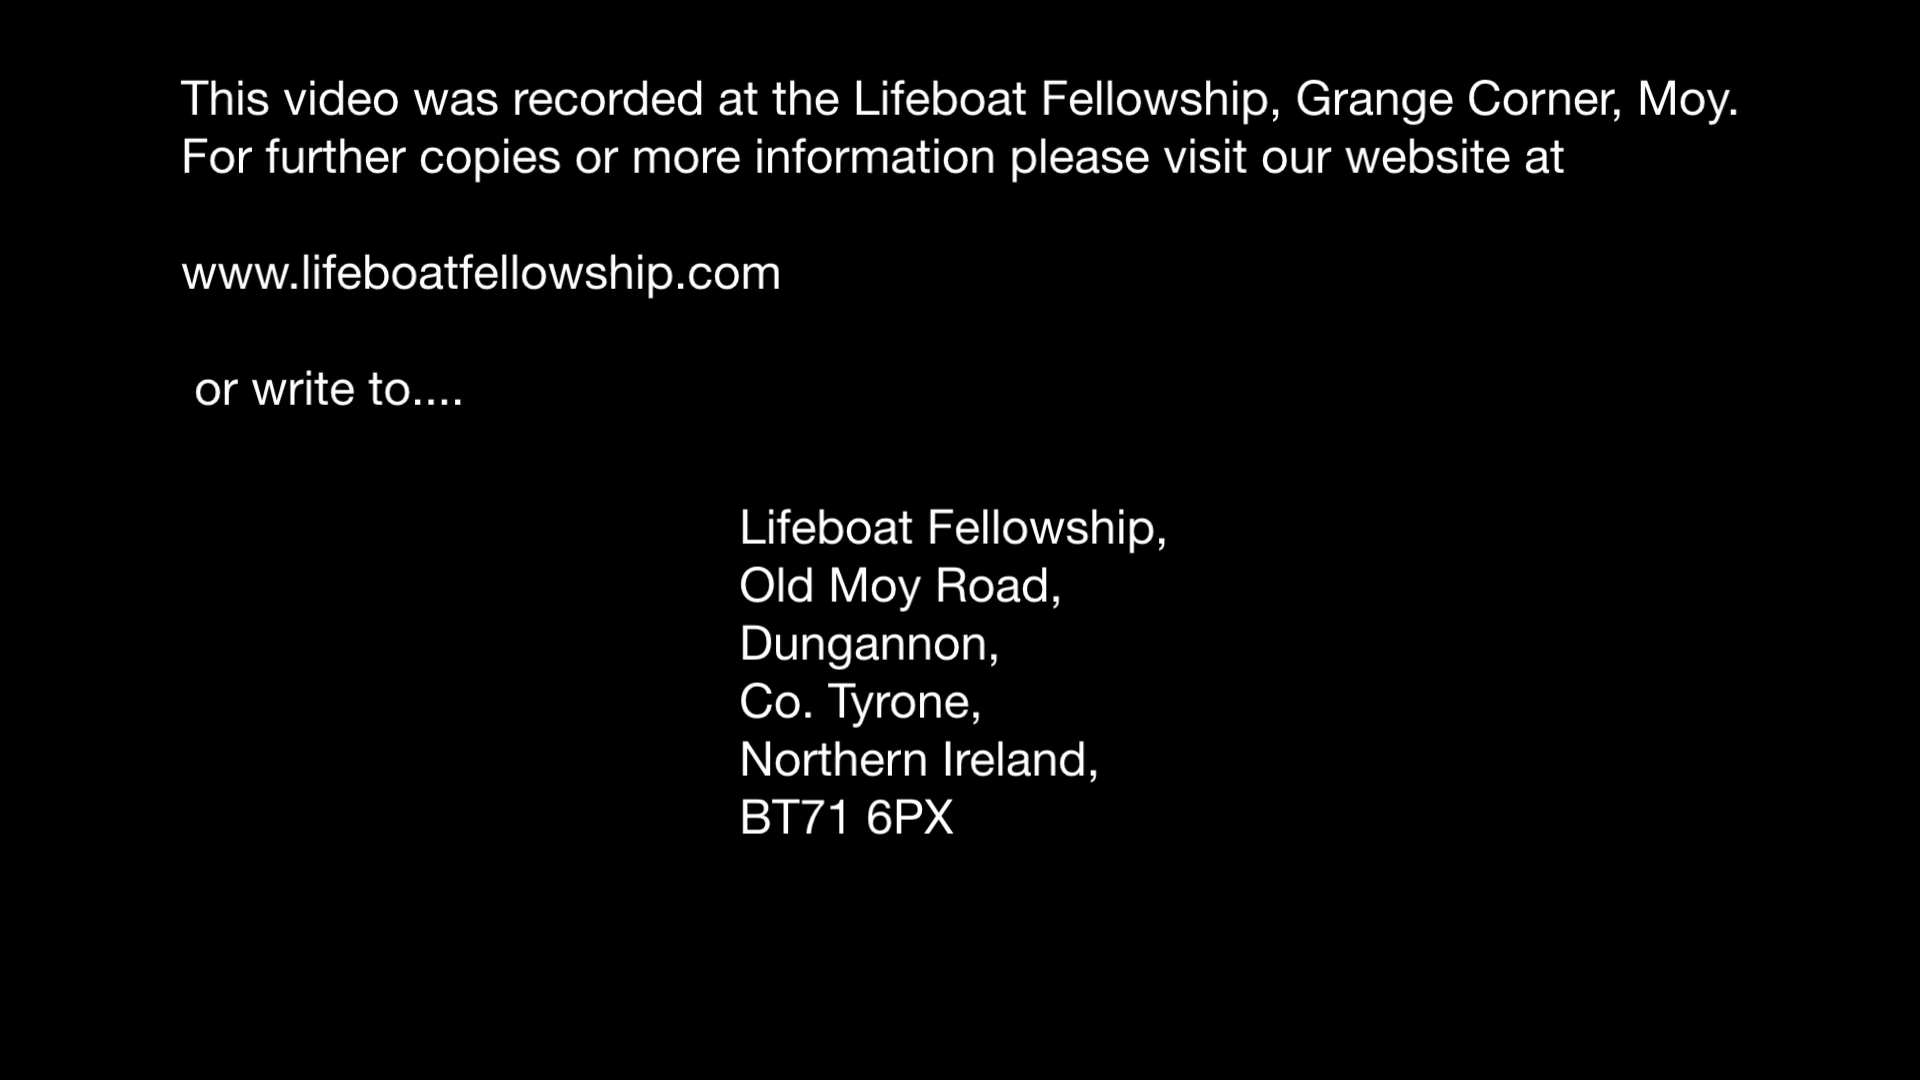 This video was recorded at the Lifeboat Fellowship, Grange Corner, Moy.
For further copies or more information please visit our website at
www.lifeboatfellowship.com
or write to....
Lifeboat Fellowship,
Old Moy Road,
Dungannon,
Co. Tyrone,
Northern Ireland,
BT71 6PX